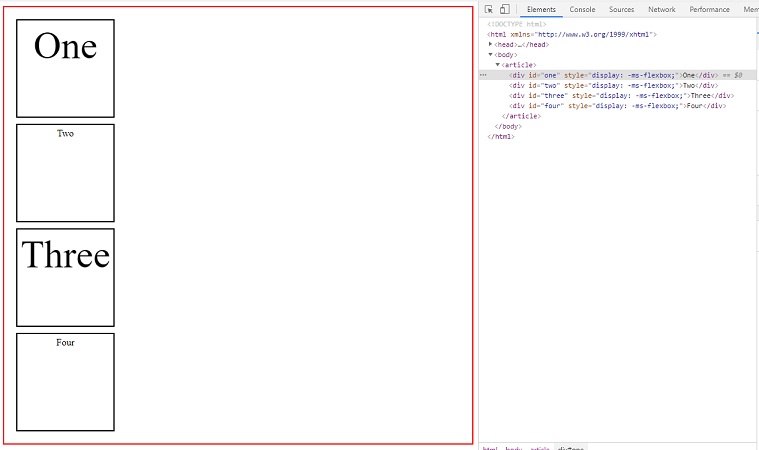 One
Two
Three
Four
Elements Console Sources Network Performance Mem
<!DOCTYPE html>
<html xmlns="http://www.w3.org/1999/xhtml">
<head>…</head>
<body>
<article>
<div id="one" style="display: -ms-flexbox;">One</div> == $0
<div id="two" style="display: -ms-flexbox;">Two</div>
<div id="three" style="display: -ms-flexbox;">Three</div>
<div id="four" style="display: -ms-flexbox;">Four</div>
</article>
</body>
</html>
html body article div#one